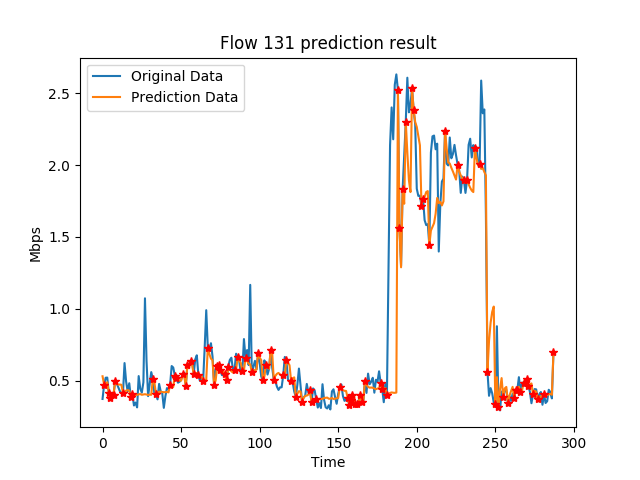 Flow 131 prediction result
Original Data
Prediction Data
2.5
2.0
1.5
1.0
0.5
Mbps
0 50 100 150 200 250 300
Time